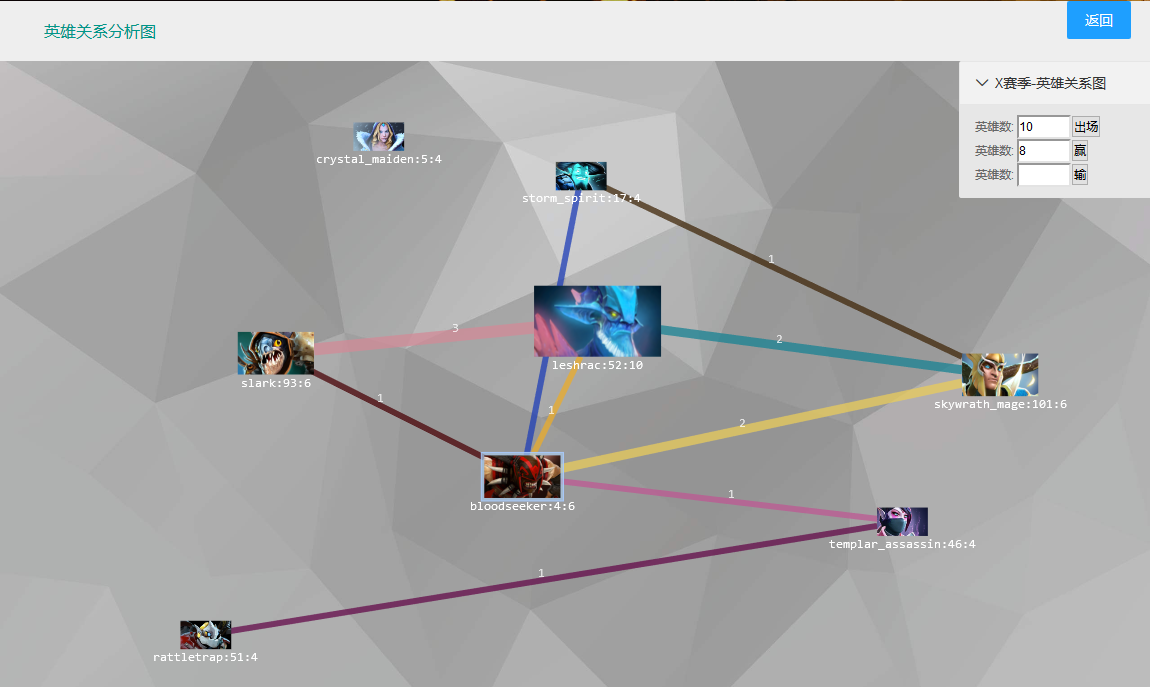 英雄关系分析图
返回
X赛季-英雄关系图
英雄数: 10 出场
英雄数: 8 赢
英雄数: 输
crystal_maiden:5:4
storm_spirit:17:4
1
3
leshrac:52:10
2
slark:93:6
1
1
skywrath_mage:101:6
2
bloodseeker:4:6
1
templar_assassin:46:4
1
rattletrap:51:4